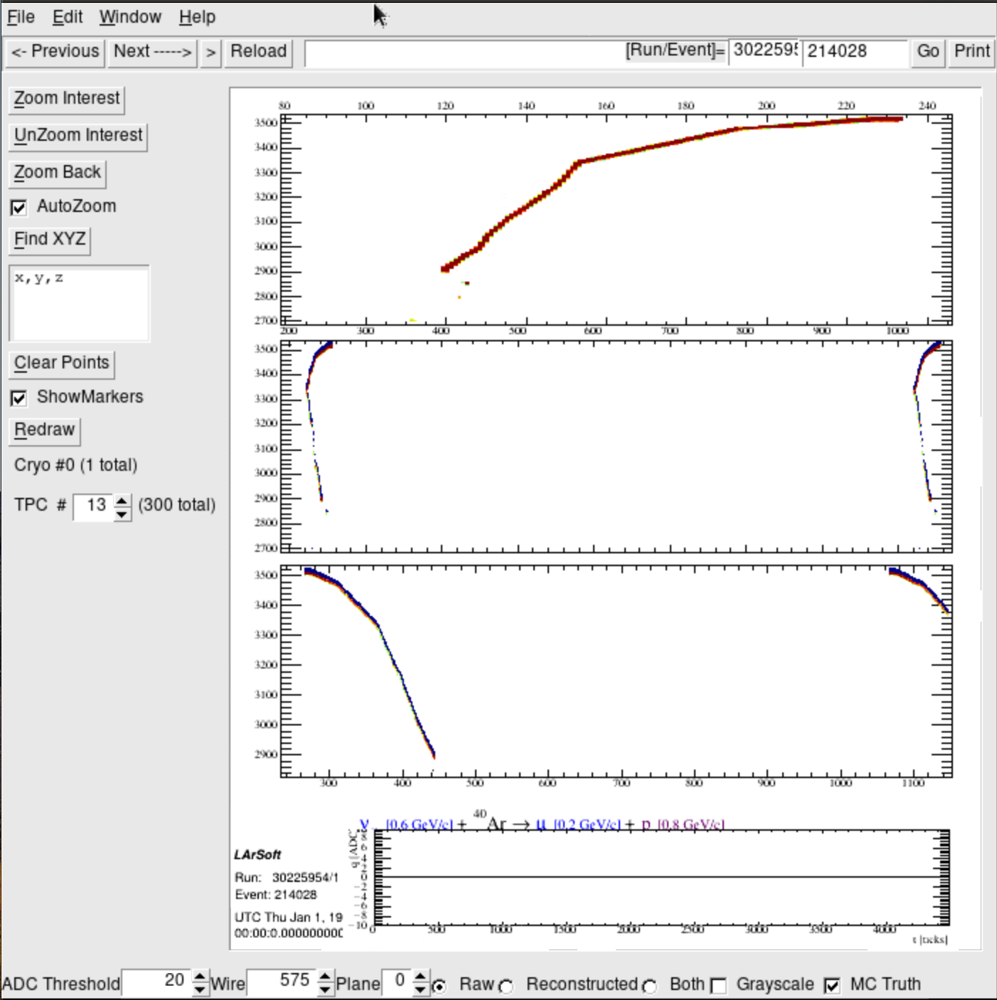 File Edit Window Help
<- Previous Next -----> > Reload [Run/Event]= 3022595 214028 Go Print
Zoom Interest
UnZoom Interest
Zoom Back
AutoZoom
Find XYZ
x,y,z
Clear Points
ShowMarkers
Redraw
Cryo #0 (1 total)
TPC # 13 (300 total)
80 100 120 140 160 180 200 220 240
3500
3400
3300
3200
3100
3000
2900
2800
2700
200 300 400 500 600 700 800 900 1000
3500
3400
3300
3200
3100
3000
2900
2800
2700
3500
3400
3300
3200
3100
3000
2900
300 400 500 600 700 800 900 1000 1100
ν [0.6 GeV/c] + 40Ar → μ [0.2 GeV/c] + p [0.8 GeV/c]
q [ADC]
8
6
4
2
0
−2
−4
−6
−8
−10
0 500 1000 1500 2000 2500 3000 3500 4000
t [ticks]
LArSoft
Run: 30225954/1
Event: 214028
UTC Thu Jan 1, 19
00:00:0.000000000
ADC Threshold 20 Wire 575 Plane 0 Raw Reconstructed Both Grayscale MC Truth